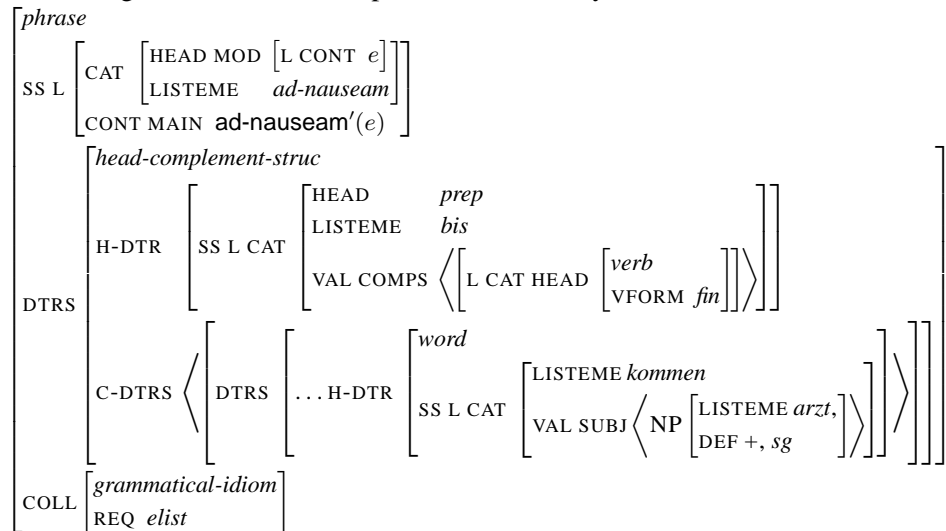 phrase
SS L CAT HEAD MOD [L CONT e]
LISTEME ad-nauseam
CONT MAIN ad-nauseam′(e)
DTRS head-complement-struc
H-DTR SS L CAT HEAD prep
LISTEME bis
VAL COMPS ⟨[L CAT HEAD [verb
VFORM fin]]⟩
C-DTRS ⟨[DTRS [...H-DTR [word
SS L CAT [LISTEME kommen
VAL SUBJ ⟨NP [LISTEME arzt,
DEF +, sg]⟩]]]]⟩
COLL [grammatical-idiom
REQ elist]